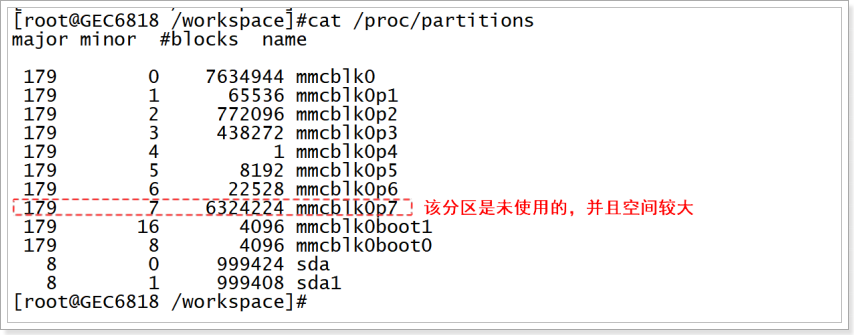 [root@GEC6818 /workspace]#cat /proc/partitions
major minor  #blocks  name
179        0    7634944 mmcblk0
179        1      65536 mmcblk0p1
179        2     772096 mmcblk0p2
179        3     438272 mmcblk0p3
179        4          1 mmcblk0p4
179        5       8192 mmcblk0p5
179        6      22528 mmcblk0p6
179        7    6324224 mmcblk0p7 该分区是未使用的，并且空间较大
179       16       4096 mmcblk0boot1
179        8       4096 mmcblk0boot0
8        0     999424 sda
8        1     999408 sda1
[root@GEC6818 /workspace]#